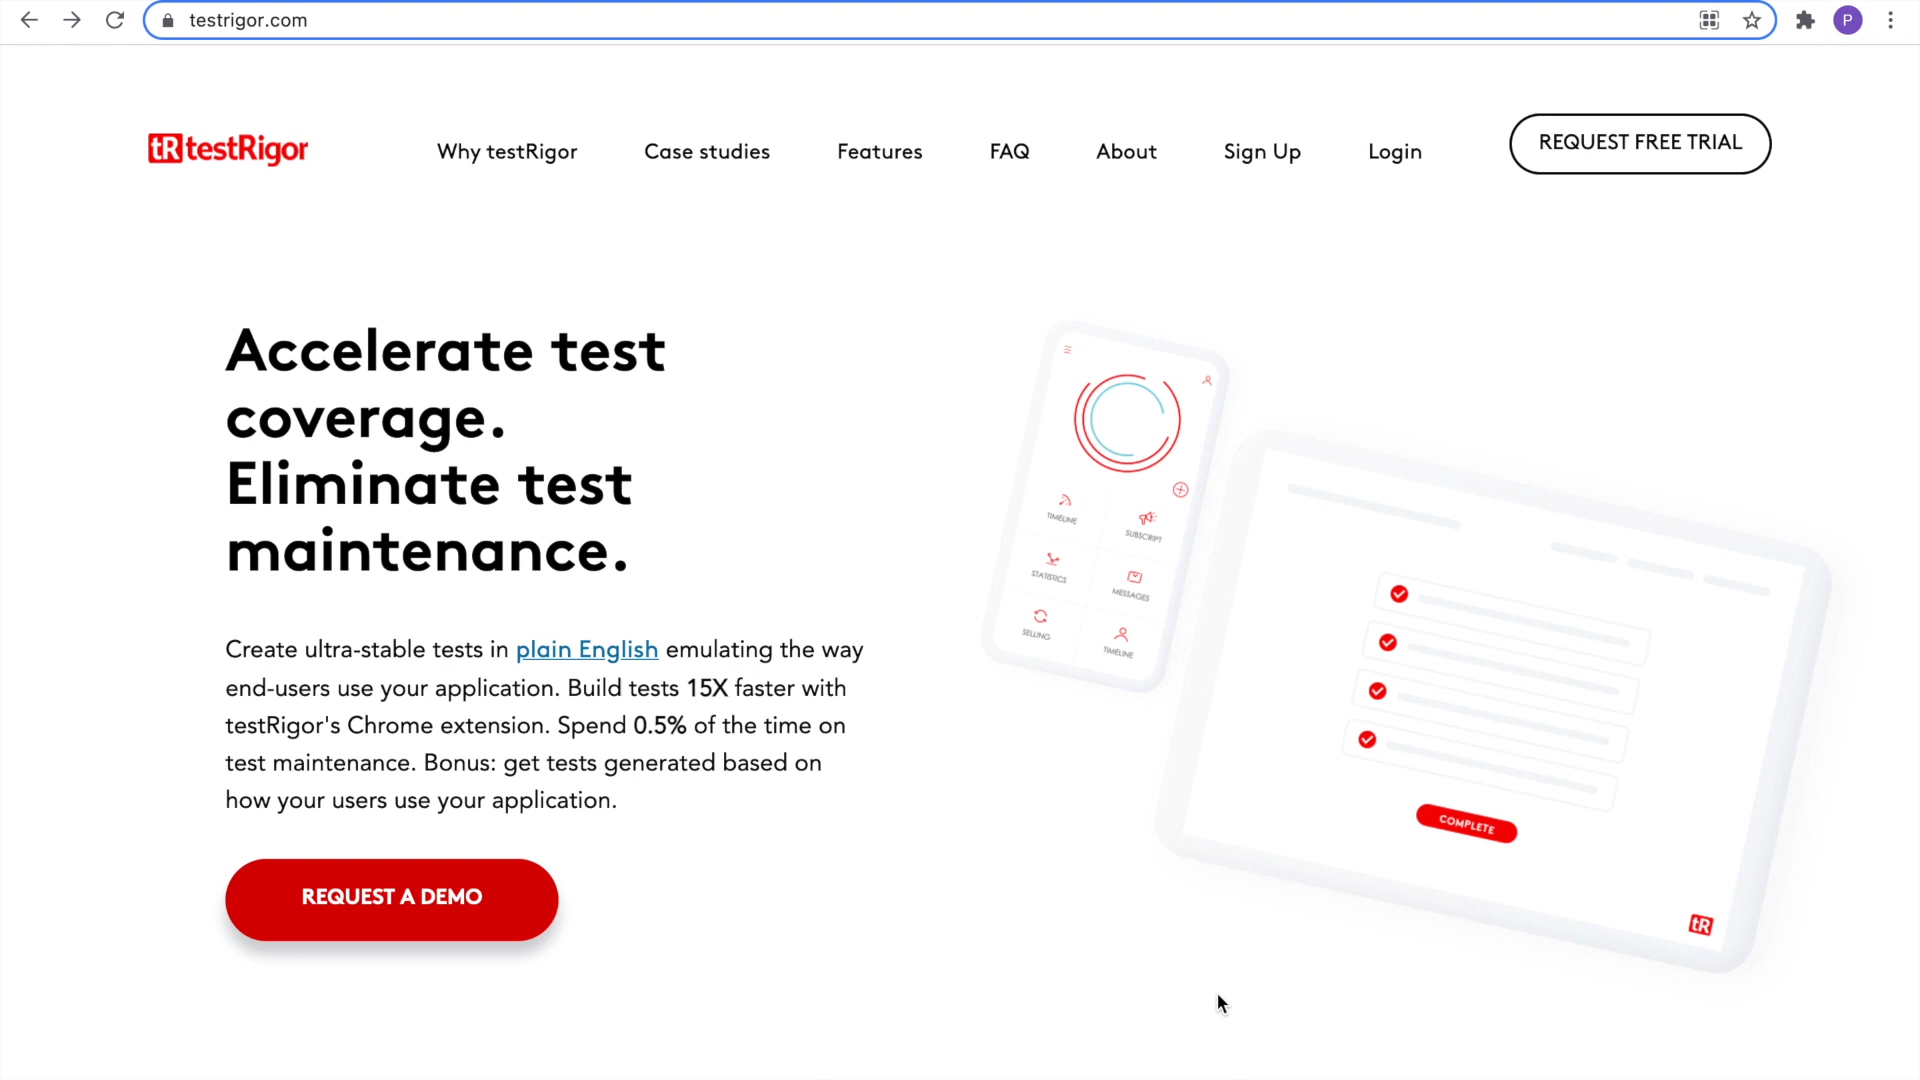 testrigor.com
P
tR testRigor
Why testRigor
Case studies
Features
FAQ
About
Sign Up
Login
REQUEST FREE TRIAL
Accelerate test
coverage.
Eliminate test
maintenance.
Create ultra-stable tests in plain English emulating the way
end-users use your application. Build tests 15X faster with
testRigor's Chrome extension. Spend 0.5% of the time on
test maintenance. Bonus: get tests generated based on
how your users use your application.
REQUEST A DEMO
TIMELINE
SUBSCRIPT
STATISTICS
MESSAGES
SELLING
TIMELINE
COMPLETE
tR